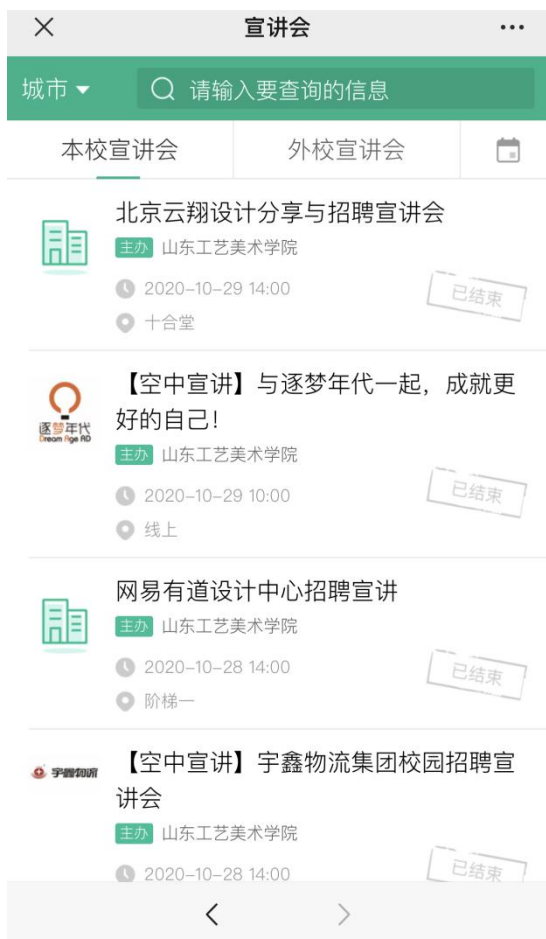 宣讲会
城市
请输入要查询的信息
本校宣讲会
外校宣讲会
北京云翔设计分享与招聘宣讲会
主办 山东工艺美术学院
2020-10-29 14:00
已结束
十合堂
【空中宣讲】与逐梦年代一起，成就更
好的自己！
逐梦年代
Dream Age AD
主办 山东工艺美术学院
2020-10-29 10:00
已结束
线上
网易有道设计中心招聘宣讲
主办 山东工艺美术学院
2020-10-28 14:00
已结束
阶梯一
【空中宣讲】宇鑫物流集团校园招聘宣
讲会
宇鑫物流
主办 山东工艺美术学院
2020-10-28 14:00
已结束